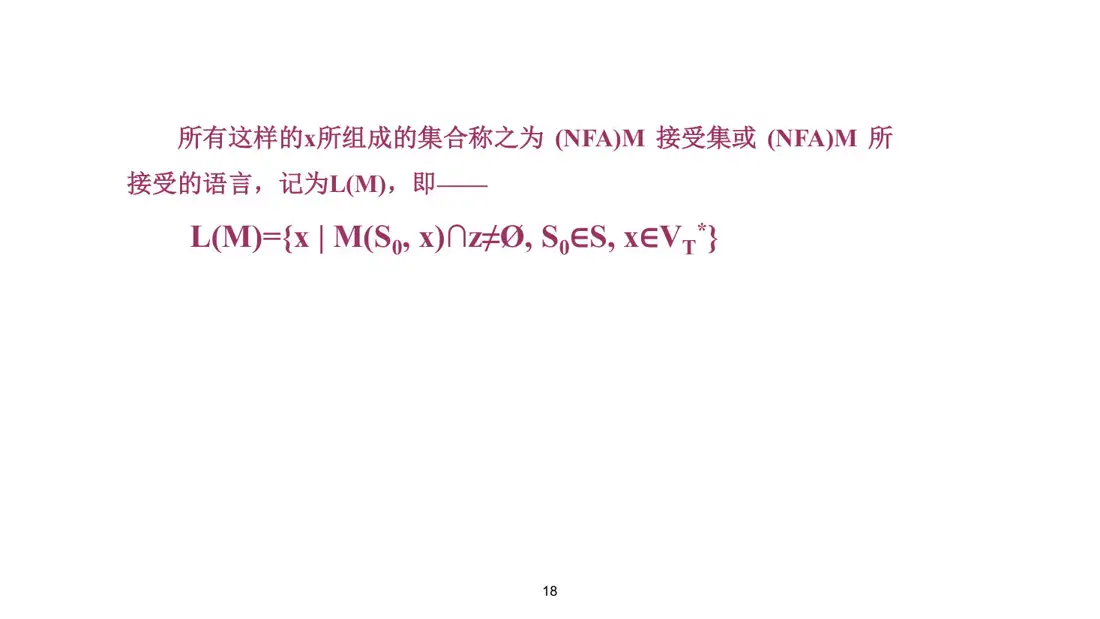 所有这样的x所组成的集合称之为 (NFA)M 接受集或 (NFA)M 所
接受的语言，记为L(M)，即——
L(M)={x | M(S₀, x)∩z≠Ø, S₀∈S, x∈V_T*}
18